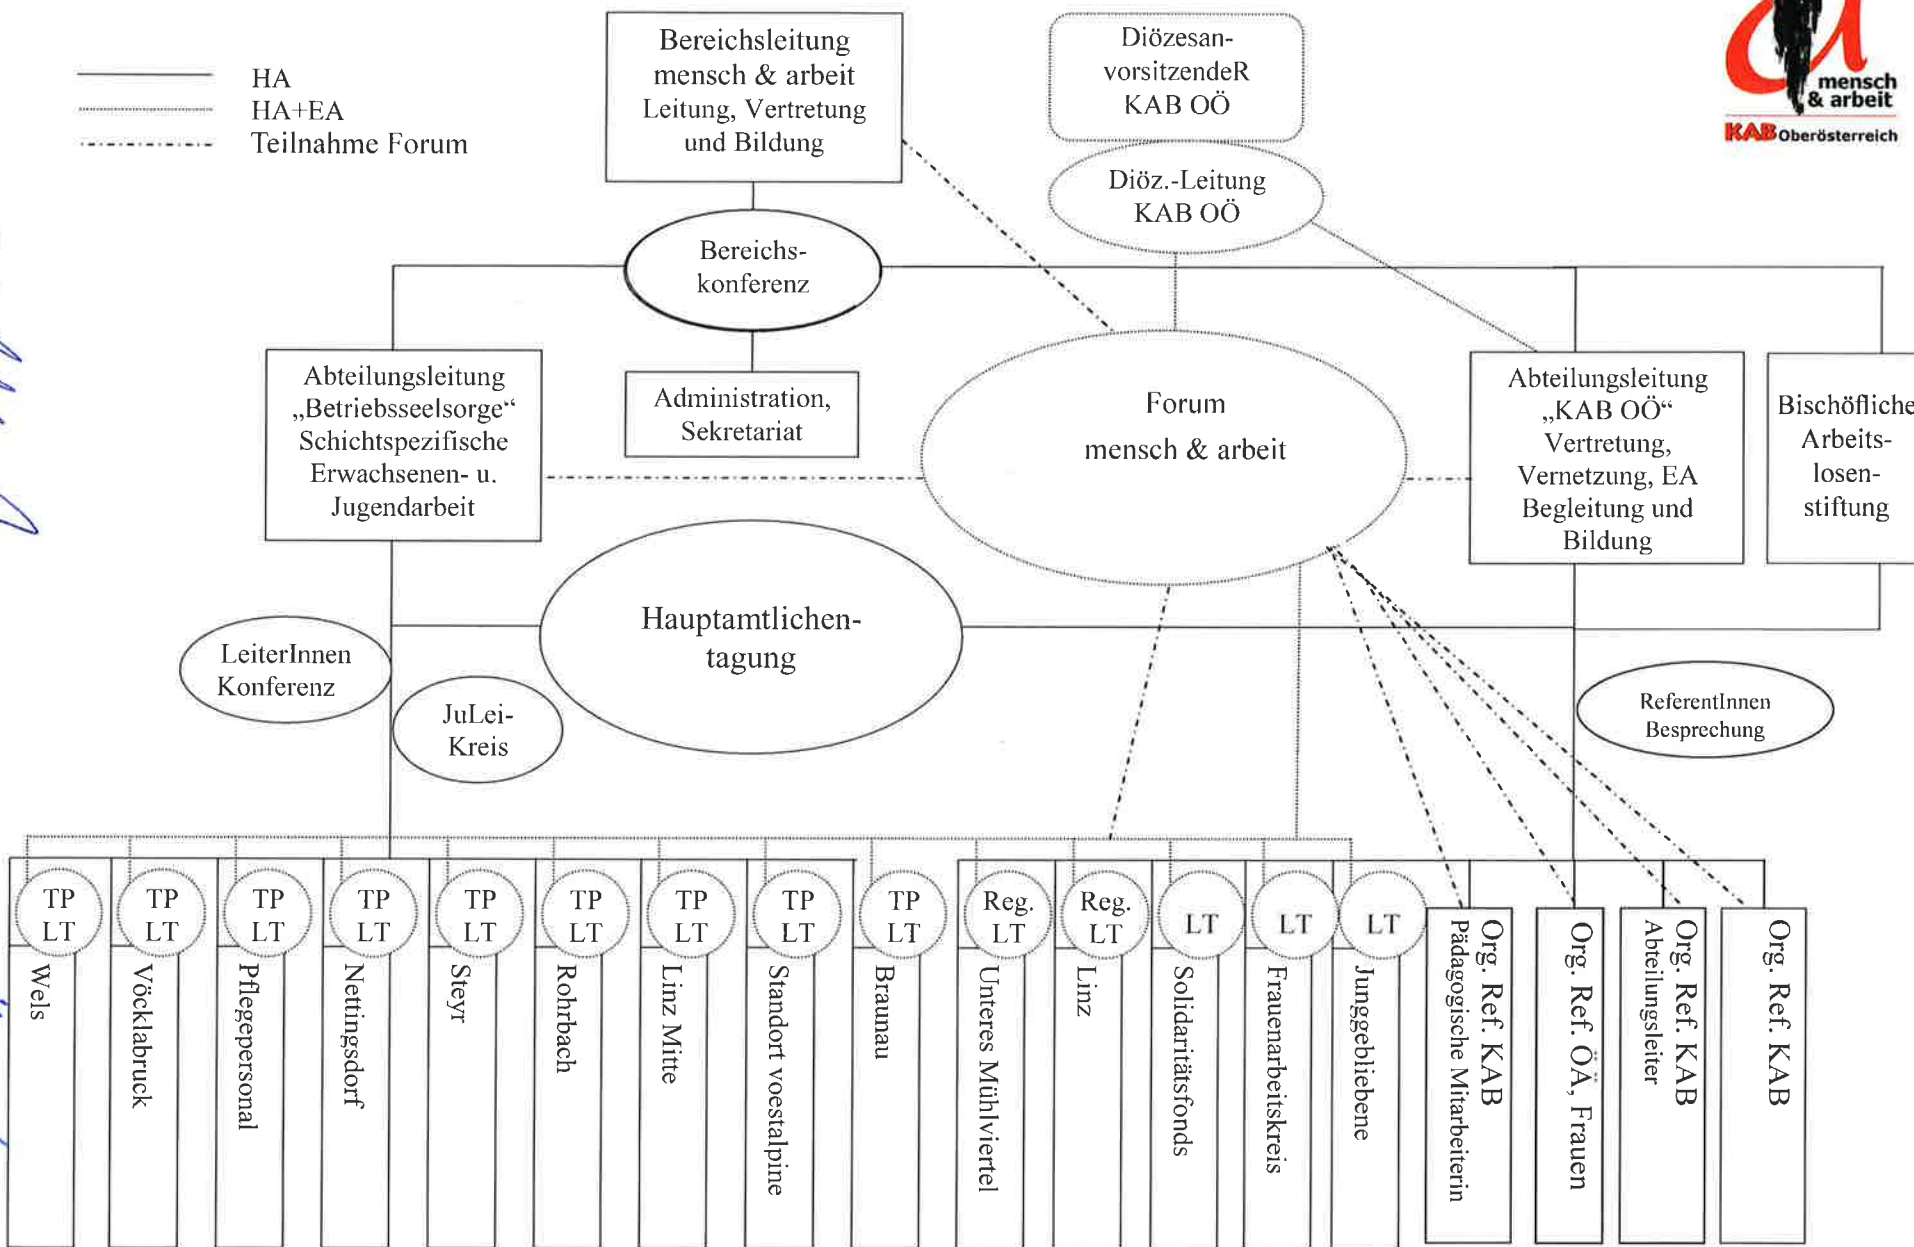 HA
HA+EA
Teilnahme Forum
Bereichsleitung
mensch & arbeit
Leitung, Vertretung
und Bildung
Diözesan-
vorsitzendeR
KAB OÖ
mensch
& arbeit
KAB Oberösterreich
Diöz.-Leitung
KAB OÖ
Bereichs-
konferenz
Abteilungsleitung
„Betriebsseelsorge“
Schichtspezifische
Erwachsenen- u.
Jugendarbeit
Administration,
Sekretariat
Forum
mensch & arbeit
Abteilungsleitung
„KAB OÖ“
Vertretung,
Vernetzung, EA
Begleitung und
Bildung
Bischöfliche
Arbeits-
losen-
stiftung
Hauptamtlichen-
tagung
LeiterInnen
Konferenz
JuLei-
Kreis
ReferentInnen
Besprechung
TP
LT
Wels
TP
LT
Vöcklabruck
TP
LT
Pflegepersonal
TP
LT
Nettingsdorf
TP
LT
Steyr
TP
LT
Rohrbach
TP
LT
Linz Mitte
TP
LT
Standort voestalpine
TP
LT
Braunau
Reg.
LT
Unteres Mühlviertel
Reg.
LT
Linz
LT
Solidaritätsfonds
LT
Frauenarbeitskreis
LT
Junggebliebene
Org. Ref. KAB
Pädagogische Mitarbeiterin
Org. Ref. ÖÄ, Frauen
Org. Ref. KAB
Abteilungsleiter
Org. Ref. KAB